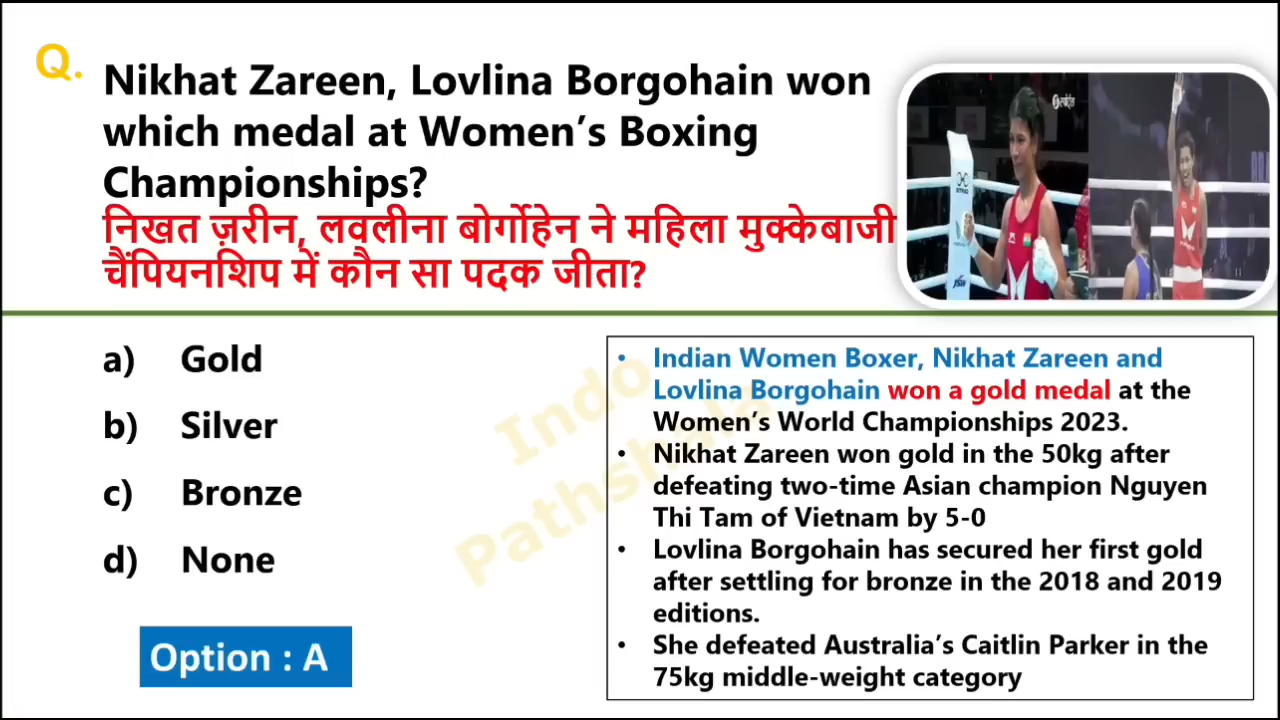 Q.
Nikhat Zareen, Lovlina Borgohain won
which medal at Women’s Boxing
Championships?
निखत ज़रीन, लवलीना बोर्गोहेन ने महिला मुक्केबाजी
चैंपियनशिप में कौन सा पदक जीता?
a) Gold
b) Silver
c) Bronze
d) None
Option : A
• Indian Women Boxer, Nikhat Zareen and
Lovlina Borgohain won a gold medal at the
Women’s World Championships 2023.
• Nikhat Zareen won gold in the 50kg after
defeating two-time Asian champion Nguyen
Thi Tam of Vietnam by 5-0
• Lovlina Borgohain has secured her first gold
after settling for bronze in the 2018 and 2019
editions.
• She defeated Australia’s Caitlin Parker in the
75kg middle-weight category
Indo
Pathshala
JSW